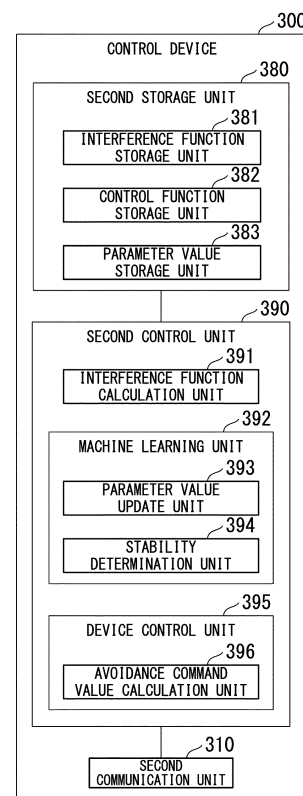 300
CONTROL DEVICE
380
SECOND STORAGE UNIT
381
INTERFERENCE FUNCTION
STORAGE UNIT
382
CONTROL FUNCTION
STORAGE UNIT
383
PARAMETER VALUE
STORAGE UNIT
390
SECOND CONTROL UNIT
391
INTERFERENCE FUNCTION
CALCULATION UNIT
392
MACHINE LEARNING UNIT
393
PARAMETER VALUE
UPDATE UNIT
394
STABILITY
DETERMINATION UNIT
395
DEVICE CONTROL UNIT
396
AVOIDANCE COMMAND
VALUE CALCULATION UNIT
310
SECOND
COMMUNICATION UNIT